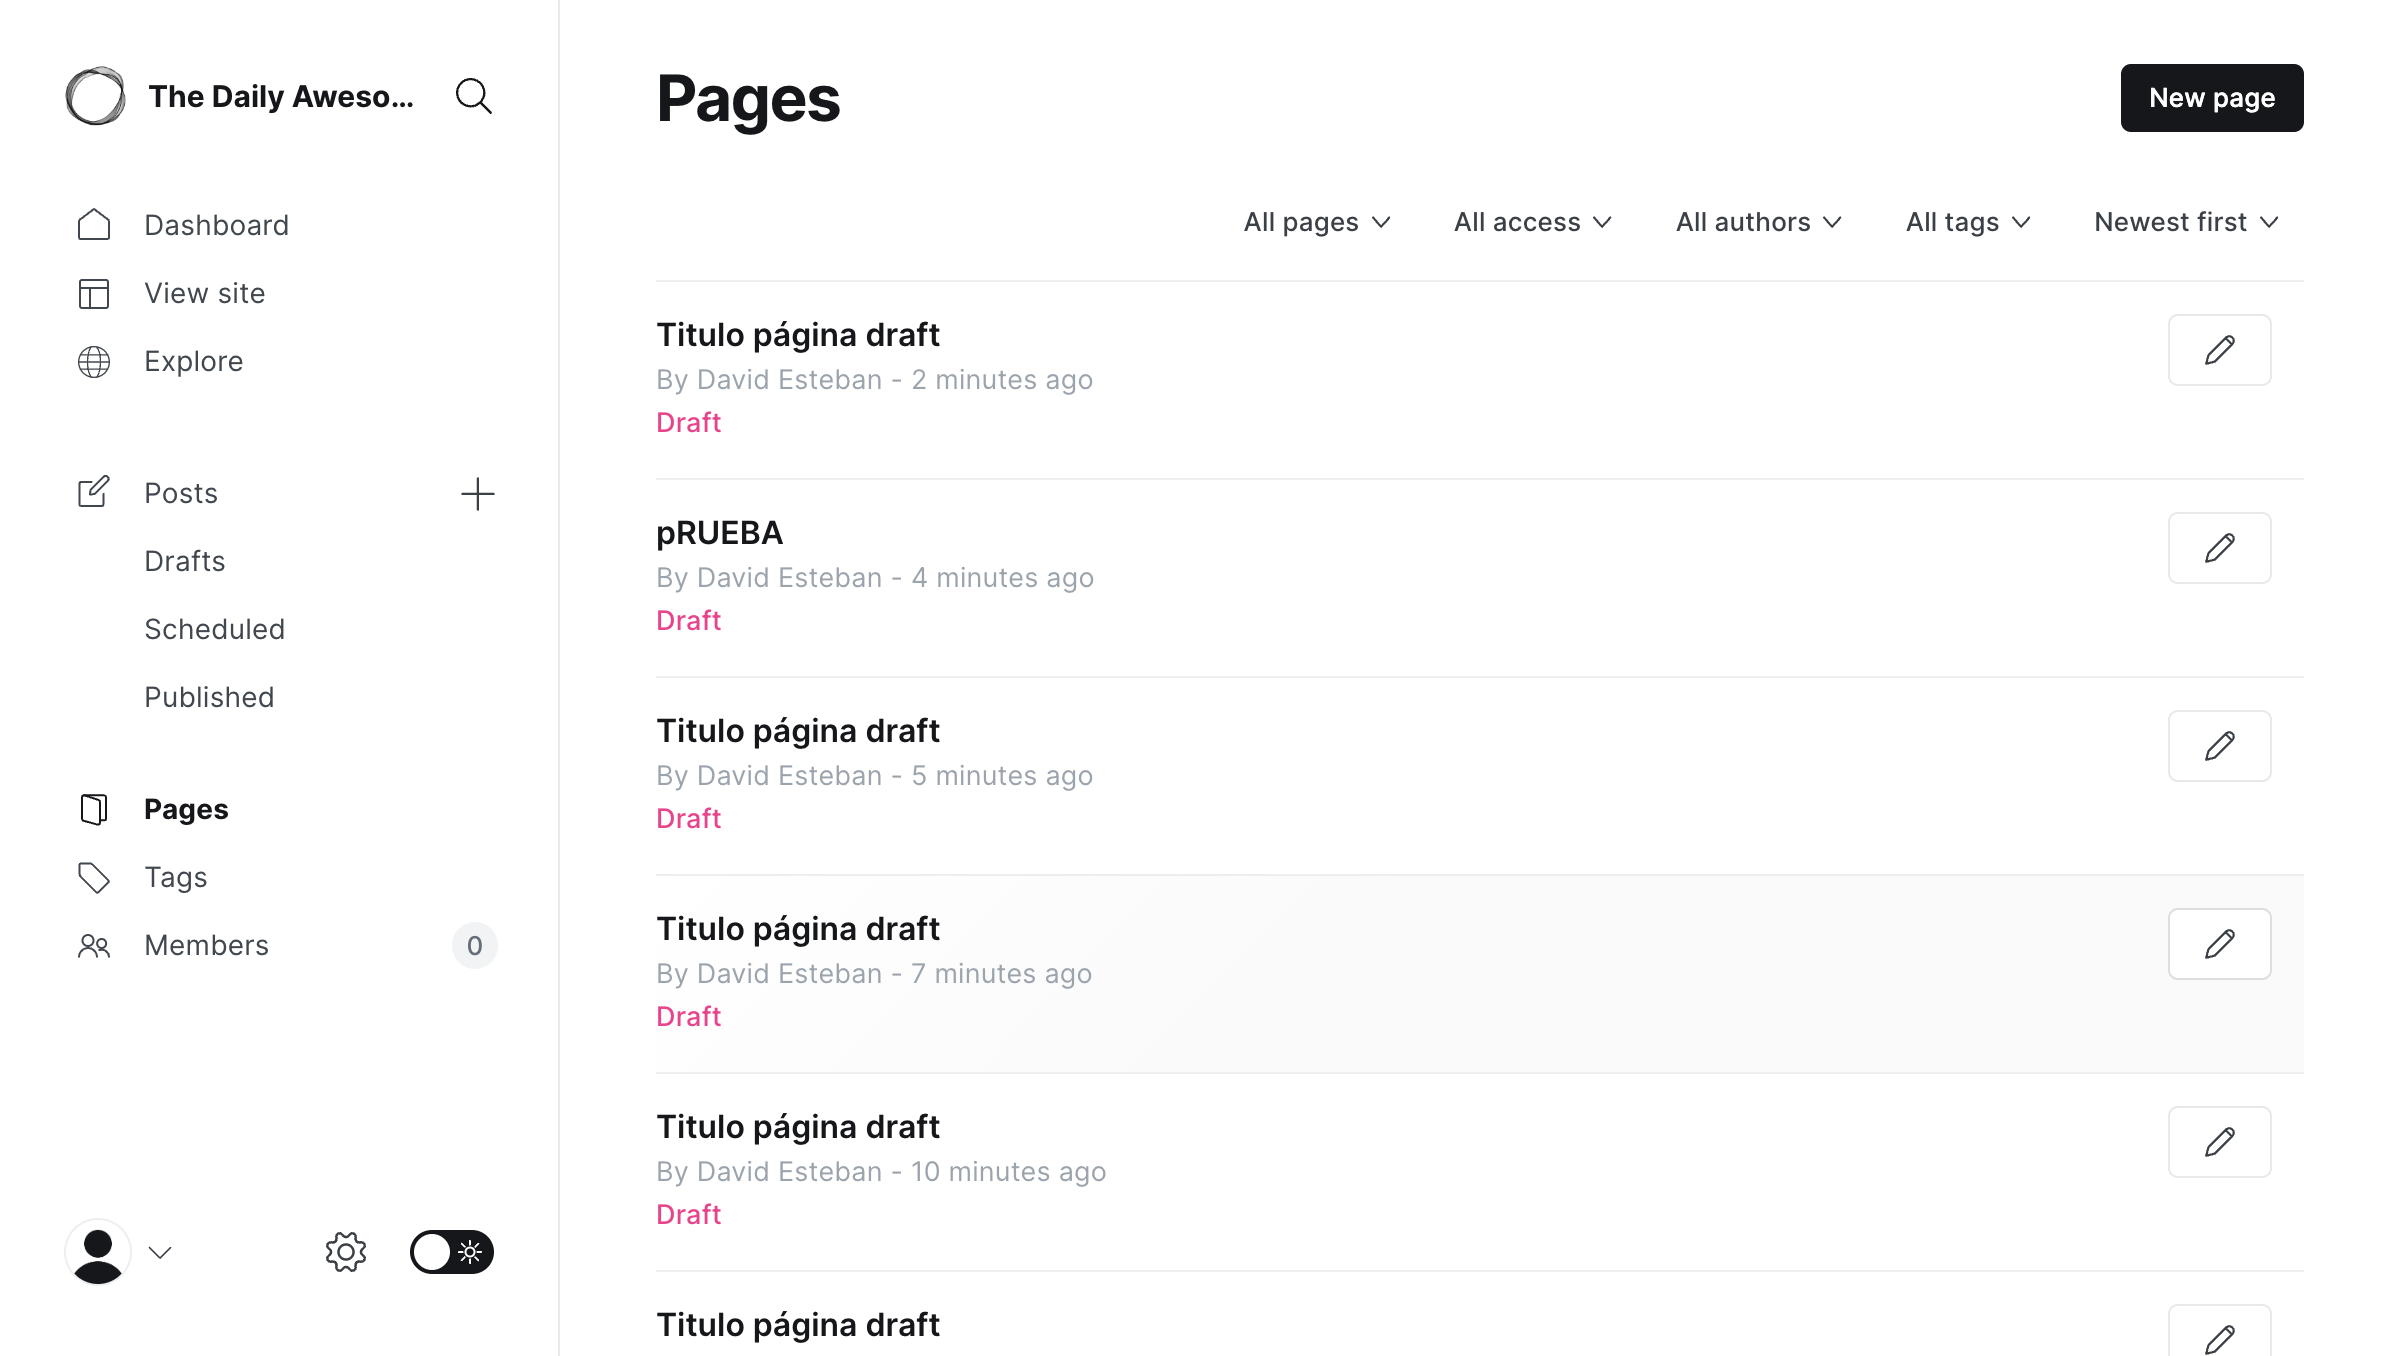 The Daily Aweso...
Dashboard
View site
Explore
Posts
Drafts
Scheduled
Published
Pages
Tags
Members
0
Pages
New page
All pages
All access
All authors
All tags
Newest first
Titulo página draft
By David Esteban - 2 minutes ago
Draft
pRUEBA
By David Esteban - 4 minutes ago
Draft
Titulo página draft
By David Esteban - 5 minutes ago
Draft
Titulo página draft
By David Esteban - 7 minutes ago
Draft
Titulo página draft
By David Esteban - 10 minutes ago
Draft
Titulo página draft